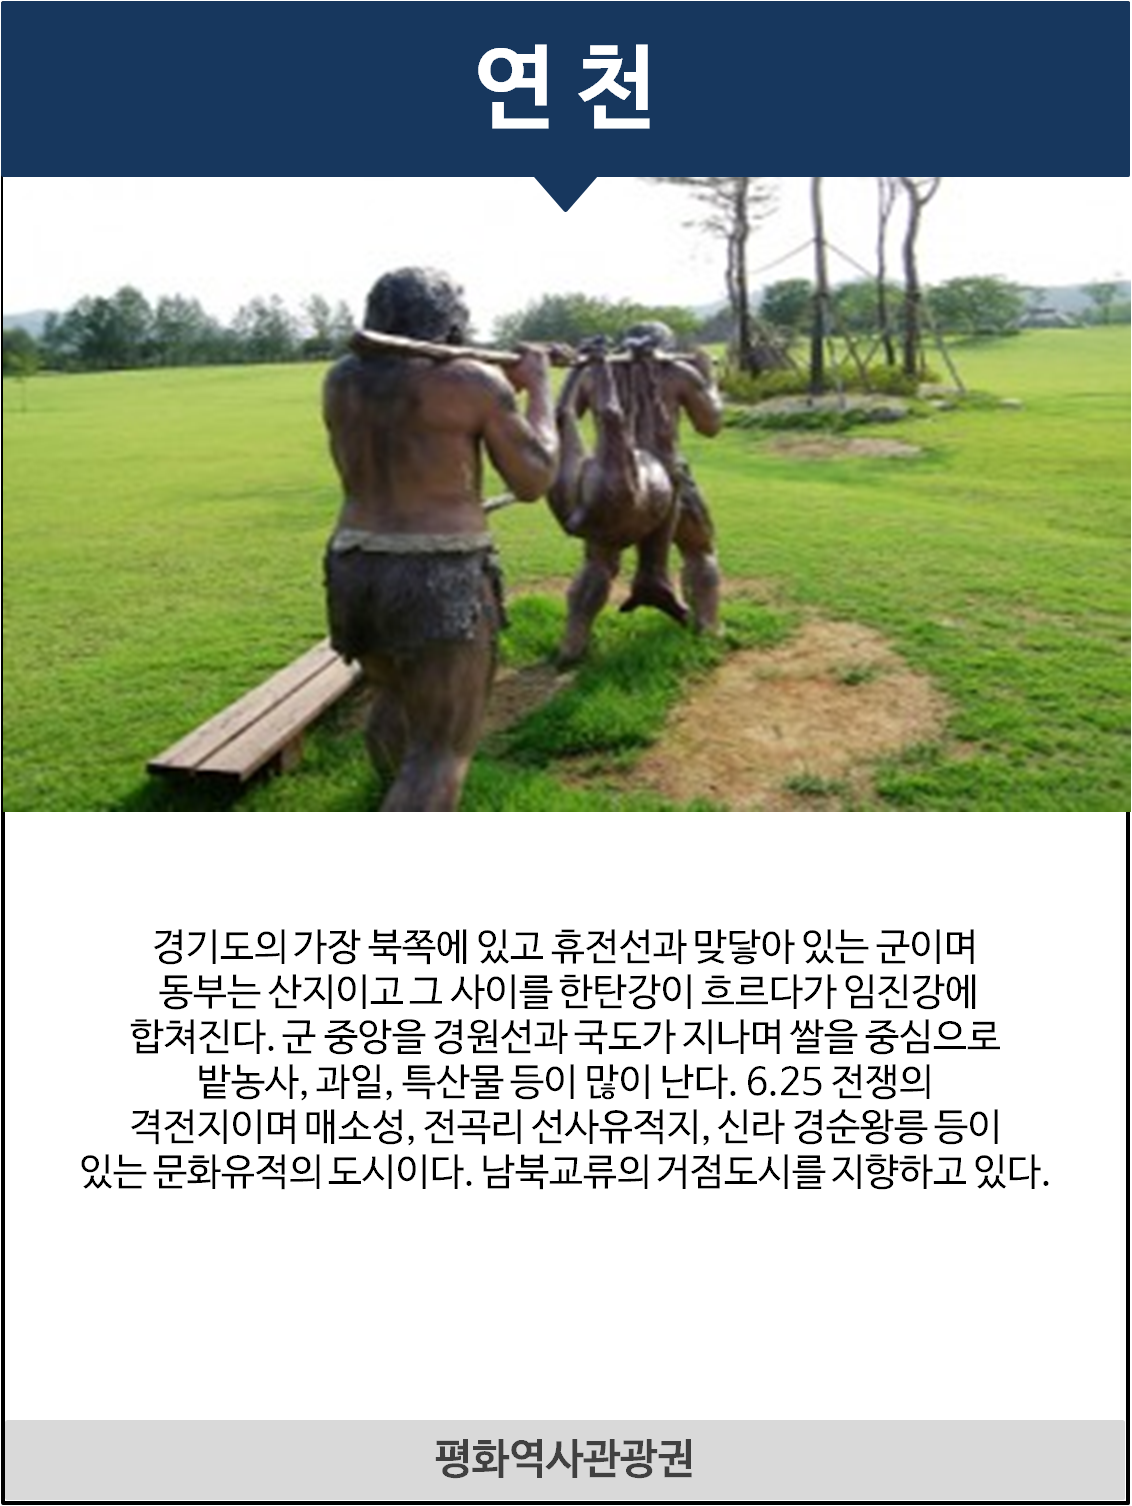 연천
경기도의 가장 북쪽에 있고 휴전선과 맞닿아 있는 군이며
동부는 산지이고 그 사이를 한탄강이 흐르다가 임진강에
합쳐진다. 군 중앙을 경원선과 국도가 지나며 쌀을 중심으로
밭농사, 과일, 특산물 등이 많이 난다. 6.25 전쟁의
격전지이며 매소성, 전곡리 선사유적지, 신라 경순왕릉 등이
있는 문화유적의 도시이다. 남북교류의 거점도시를 지향하고 있다.
평화역사관광권